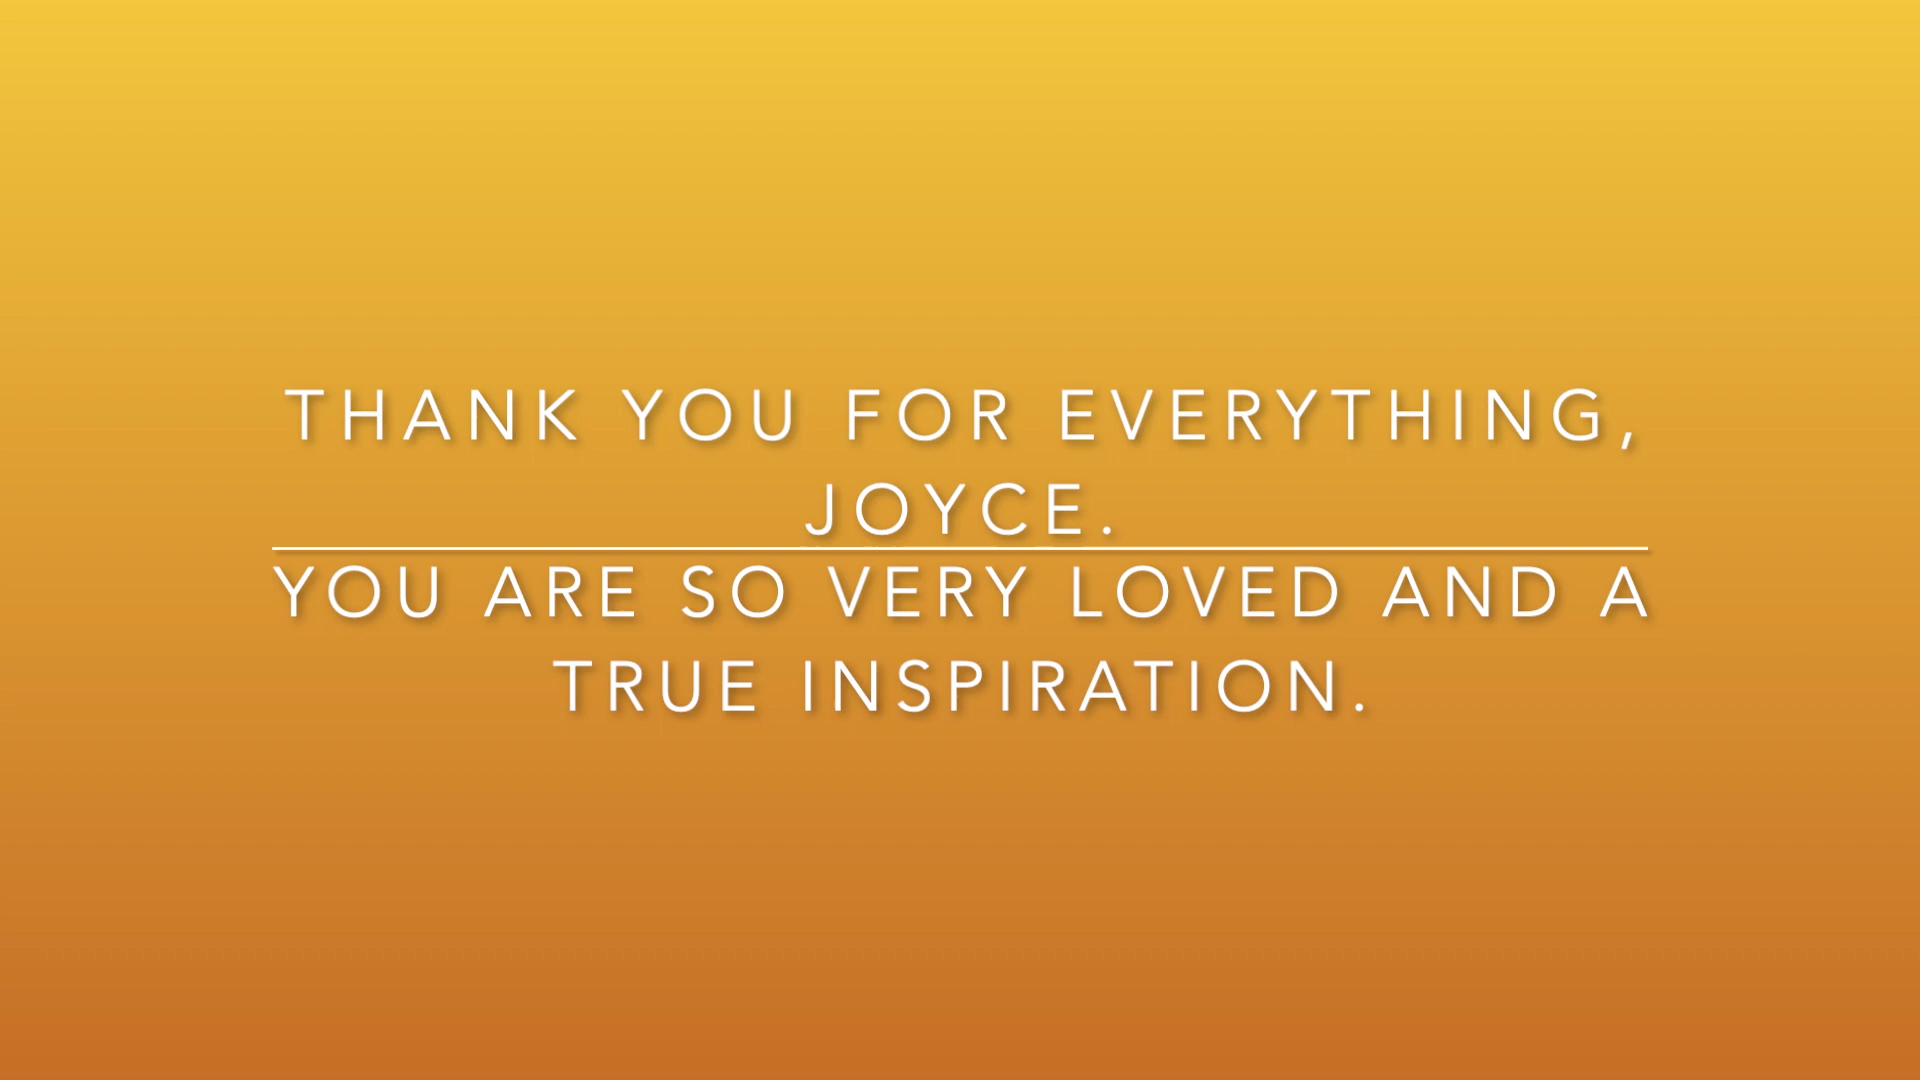 THANK YOU FOR EVERYTHING,
JOYCE.
YOU ARE SO VERY LOVED AND A
TRUE INSPIRATION.